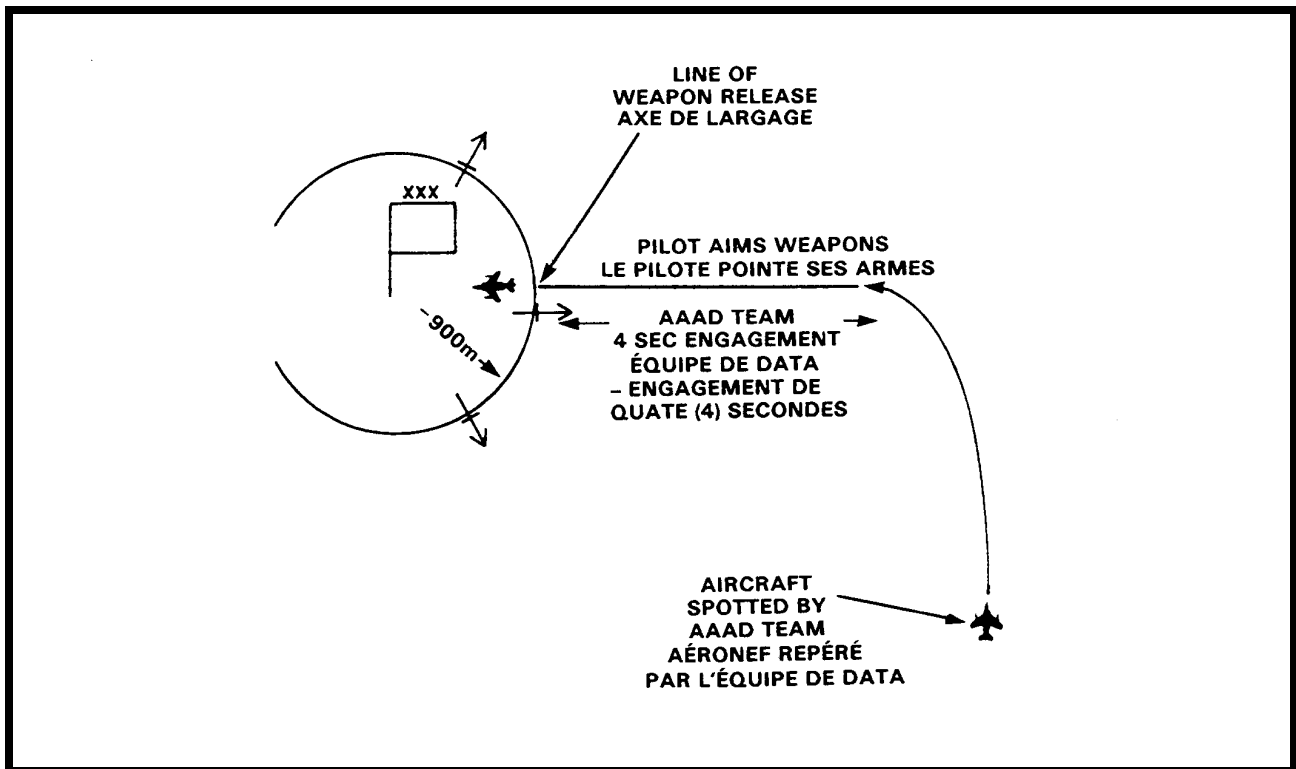 LINE OF
WEAPON RELEASE
AXE DE LARGAGE
XXX
PILOT AIMS WEAPONS
LE PILOTE POINTE SES ARMES
~900m
AAAD TEAM
4 SEC ENGAGEMENT
ÉQUIPE DE DATA
– ENGAGEMENT DE
QUATE (4) SECONDES
AIRCRAFT
SPOTTED BY
AAAD TEAM
AÉRONEF REPÉRÉ
PAR L'ÉQUIPE DE DATA